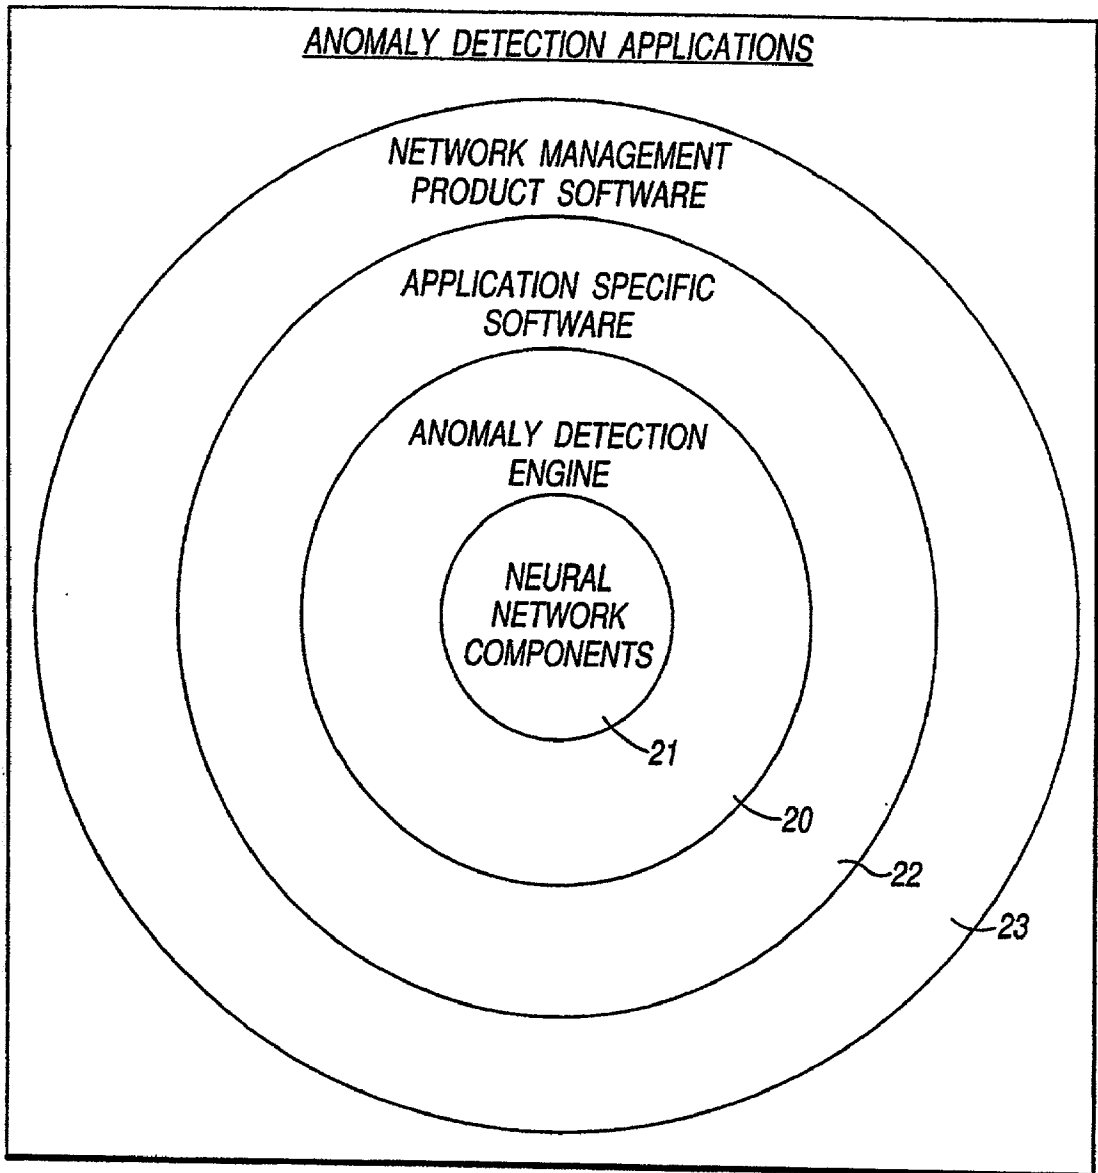 ANOMALY DETECTION APPLICATIONS
NETWORK MANAGEMENT
PRODUCT SOFTWARE
APPLICATION SPECIFIC
SOFTWARE
ANOMALY DETECTION
ENGINE
NEURAL
NETWORK
COMPONENTS
21
20
22
23